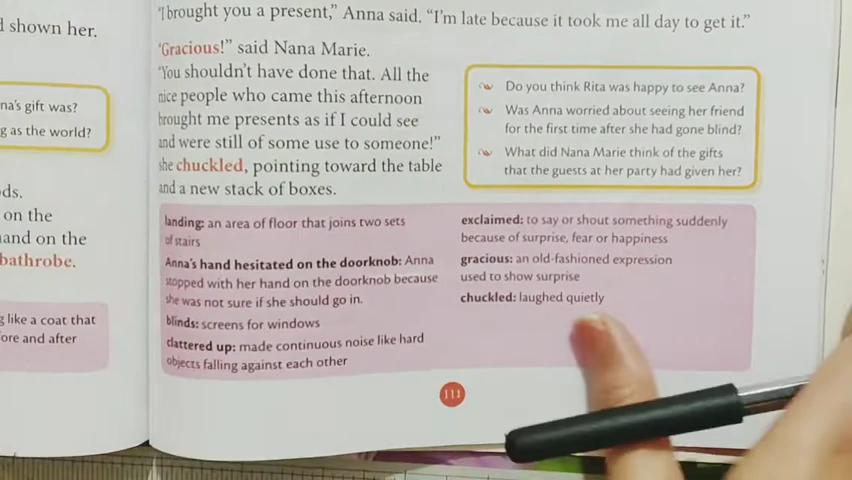 d shown her.
na's gift was?
g as the world?
ds.
on the
hand on the
bathrobe.
g like a coat that
ore and after
'I brought you a present," Anna said. "I'm late because it took me all day to get it."
'Gracious!" said Nana Marie.
'You shouldn't have done that. All the
nice people who came this afternoon
brought me presents as if I could see
and were still of some use to someone!"
she chuckled, pointing toward the table
and a new stack of boxes.
Do you think Rita was happy to see Anna?
Was Anna worried about seeing her friend
for the first time after she had gone blind?
What did Nana Marie think of the gifts
that the guests at her party had given her?
landing: an area of floor that joins two sets
of stairs
Anna's hand hesitated on the doorknob: Anna
stopped with her hand on the doorknob because
she was not sure if she should go in.
blinds: screens for windows
clattered up: made continuous noise like hard
objects falling against each other
exclaimed: to say or shout something suddenly
because of surprise, fear or happiness
gracious: an old-fashioned expression
used to show surprise
chuckled: laughed quietly
111